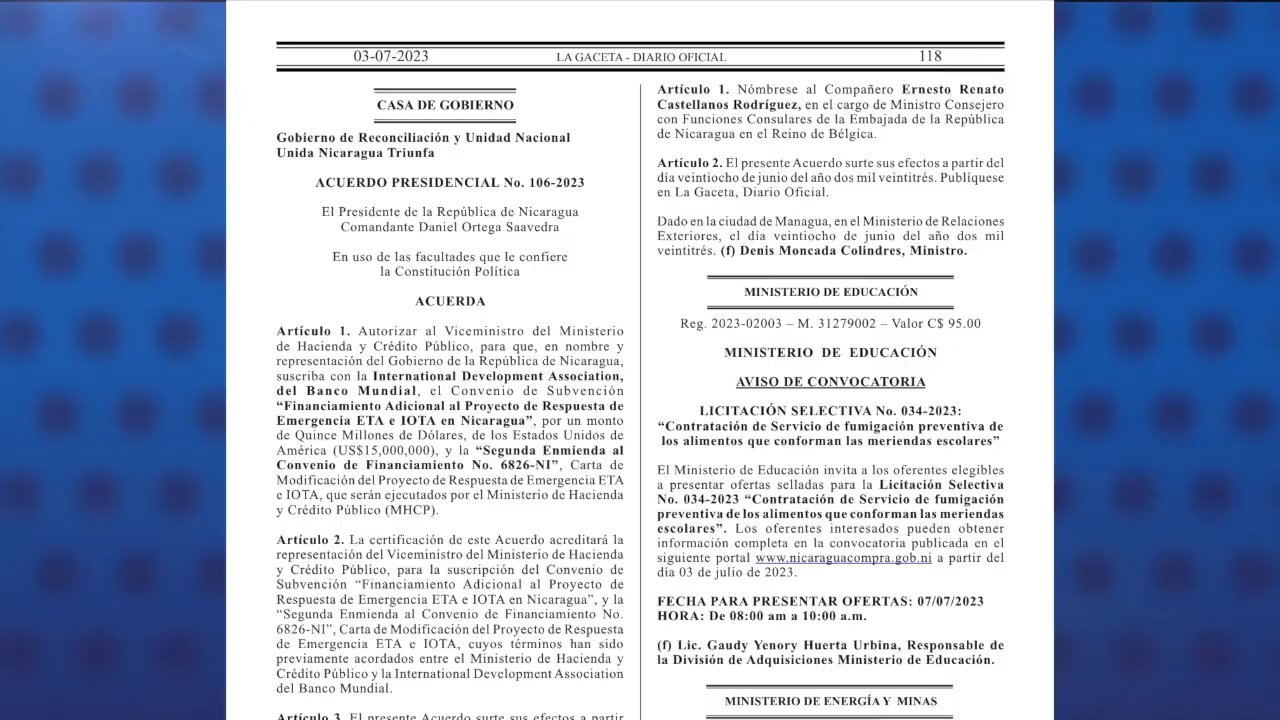 03-07-2023 LA GACETA - DIARIO OFICIAL 118
CASA DE GOBIERNO
Gobierno de Reconciliación y Unidad Nacional
Unida Nicaragua Triunfa
ACUERDO PRESIDENCIAL No. 106-2023
El Presidente de la República de Nicaragua
Comandante Daniel Ortega Saavedra
En uso de las facultades que le confiere
la Constitución Política
ACUERDA
Artículo 1. Autorizar al Viceministro del Ministerio
de Hacienda y Crédito Público, para que, en nombre y
representación del Gobierno de la República de Nicaragua,
suscriba con la International Development Association,
del Banco Mundial, el Convenio de Subvención
“Financiamiento Adicional al Proyecto de Respuesta de
Emergencia ETA e IOTA en Nicaragua”, por un monto
de Quince Millones de Dólares, de los Estados Unidos de
América (US$15,000,000), y la “Segunda Enmienda al
Convenio de Financiamiento No. 6826-NI”, Carta de
Modificación del Proyecto de Respuesta de Emergencia ETA
e IOTA, que serán ejecutados por el Ministerio de Hacienda
y Crédito Público (MHCP).
Artículo 2. La certificación de este Acuerdo acreditará la
representación del Viceministro del Ministerio de Hacienda
y Crédito Público, para la suscripción del Convenio de
Subvención “Financiamiento Adicional al Proyecto de
Respuesta de Emergencia ETA e IOTA en Nicaragua”, y la
“Segunda Enmienda al Convenio de Financiamiento No.
6826-NI”, Carta de Modificación del Proyecto de Respuesta
de Emergencia ETA e IOTA, cuyos términos han sido
previamente acordados entre el Ministerio de Hacienda y
Crédito Público y la International Development Association
del Banco Mundial.
Artículo 3. El presente Acuerdo surte sus efectos a partir
Artículo 1. Nómbrese al Compañero Ernesto Renato
Castellanos Rodríguez, en el cargo de Ministro Consejero
con Funciones Consulares de la Embajada de la República
de Nicaragua en el Reino de Bélgica.
Artículo 2. El presente Acuerdo surte sus efectos a partir del
día veintiocho de junio del año dos mil veintitrés. Publíquese
en La Gaceta, Diario Oficial.
Dado en la ciudad de Managua, en el Ministerio de Relaciones
Exteriores, el día veintiocho de junio del año dos mil
veintitrés. (f) Denis Moncada Colindres, Ministro.
MINISTERIO DE EDUCACIÓN
Reg. 2023-02003 – M. 31279002 – Valor C$ 95.00
MINISTERIO DE EDUCACIÓN
AVISO DE CONVOCATORIA
LICITACIÓN SELECTIVA No. 034-2023:
“Contratación de Servicio de fumigación preventiva de
los alimentos que conforman las meriendas escolares”
El Ministerio de Educación invita a los oferentes elegibles
a presentar ofertas selladas para la Licitación Selectiva
No. 034-2023 “Contratación de Servicio de fumigación
preventiva de los alimentos que conforman las meriendas
escolares”. Los oferentes interesados pueden obtener
información completa en la convocatoria publicada en el
siguiente portal www.nicaraguacompra.gob.ni a partir del
día 03 de julio de 2023.
FECHA PARA PRESENTAR OFERTAS: 07/07/2023
HORA: De 08:00 am a 10:00 a.m.
(f) Lic. Gaudy Yenory Huerta Urbina, Responsable de
la División de Adquisiciones Ministerio de Educación.
MINISTERIO DE ENERGÍA Y MINAS